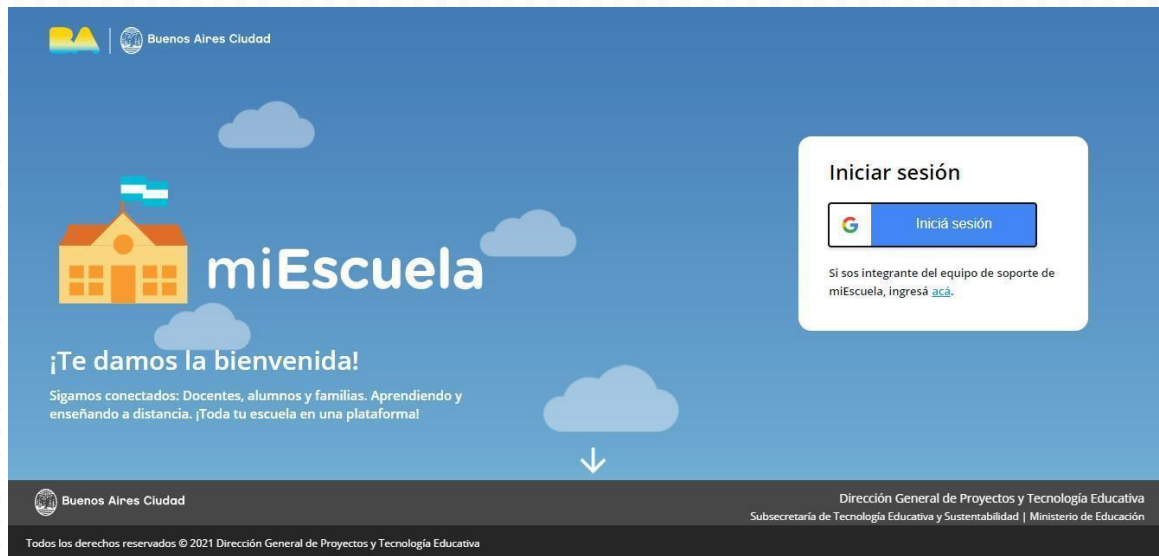 BA
Buenos Aires Ciudad
Iniciar sesión
G
Iniciá sesión
Si sos integrante del equipo de soporte de
miEscuela, ingresá acá.
miEscuela
¡Te damos la bienvenida!
Sigamos conectados: Docentes, alumnos y familias. Aprendiendo y
enseñando a distancia. ¡Toda tu escuela en una plataforma!
Buenos Aires Ciudad
Dirección General de Proyectos y Tecnología Educativa
Subsecretaría de Tecnología Educativa y Sustentabilidad | Ministerio de Educación
Todos los derechos reservados © 2021 Dirección General de Proyectos y Tecnología Educativa